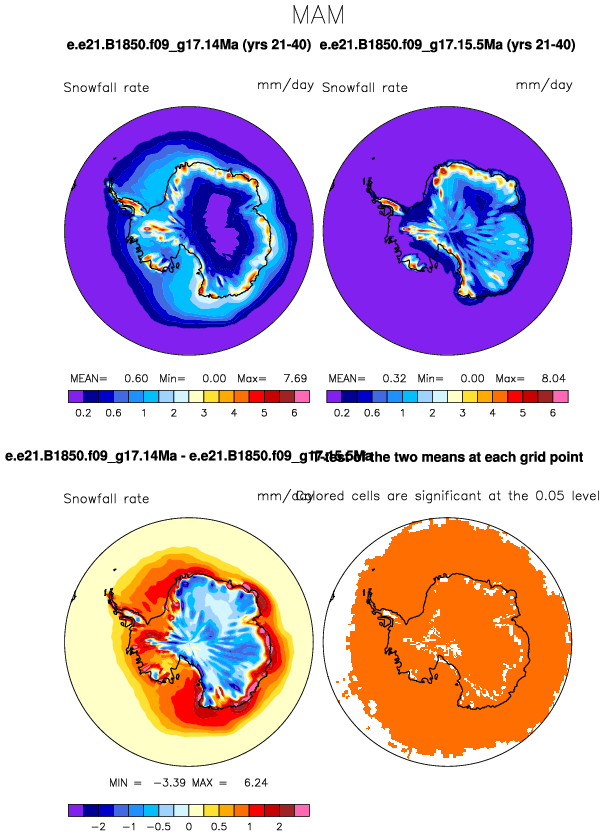 MAM
e.e21.B1850.f09_g17.14Ma (yrs 21-40) e.e21.B1850.f09_g17.15.5Ma (yrs 21-40)
Snowfall rate mm/day Snowfall rate mm/day
MEAN= 0.60 Min= 0.00 Max= 7.69 MEAN= 0.32 Min= 0.00 Max= 8.04
0.2 0.6 1 2 3 4 5 6 0.2 0.6 1 2 3 4 5 6
e.e21.B1850.f09_g17.14Ma - e.e21.B1850.f09_g17.15.5Ma T-test of the two means at each grid point
Snowfall rate mm/day Colored cells are significant at the 0.05 level
MIN = -3.39 MAX = 6.24
-2 -1 -0.5 0 0.5 1 2